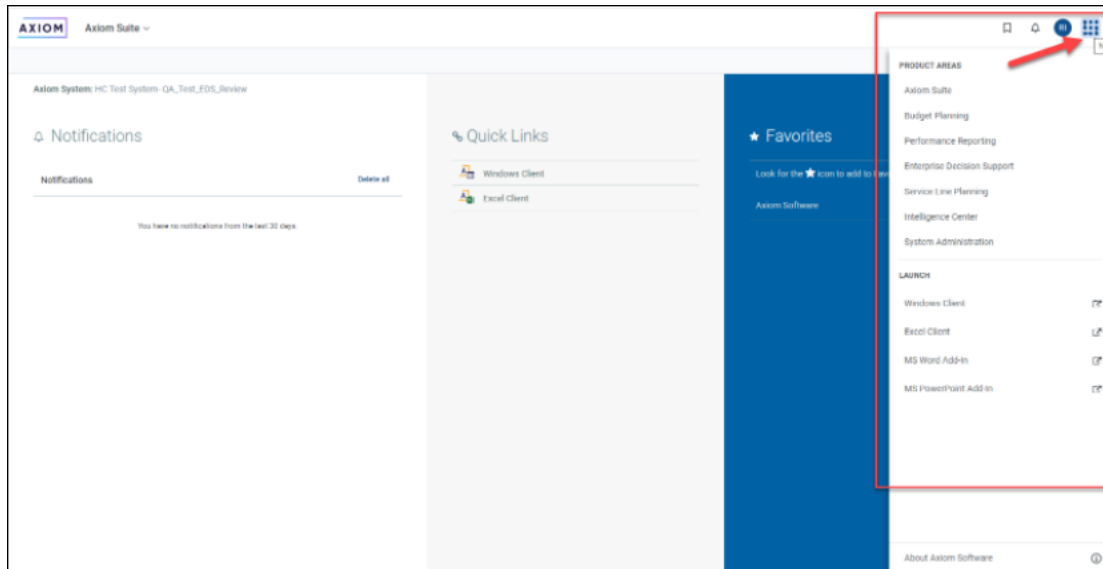 AXIOM Axiom Suite
RI
N
Axiom System: HC Test System- QA_Test_EDS_Review
Notifications
Notifications Delete all
You have no notifications from the last 30 days.
Quick Links
Windows Client
Excel Client
Favorites
Look for the icon to add to Fav
Axiom Software
PRODUCT AREAS
Axiom Suite
Budget Planning
Performance Reporting
Enterprise Decision Support
Service Line Planning
Intelligence Center
System Administration
LAUNCH
Windows Client
Excel Client
MS Word Add-In
MS PowerPoint Add-In
About Axiom Software